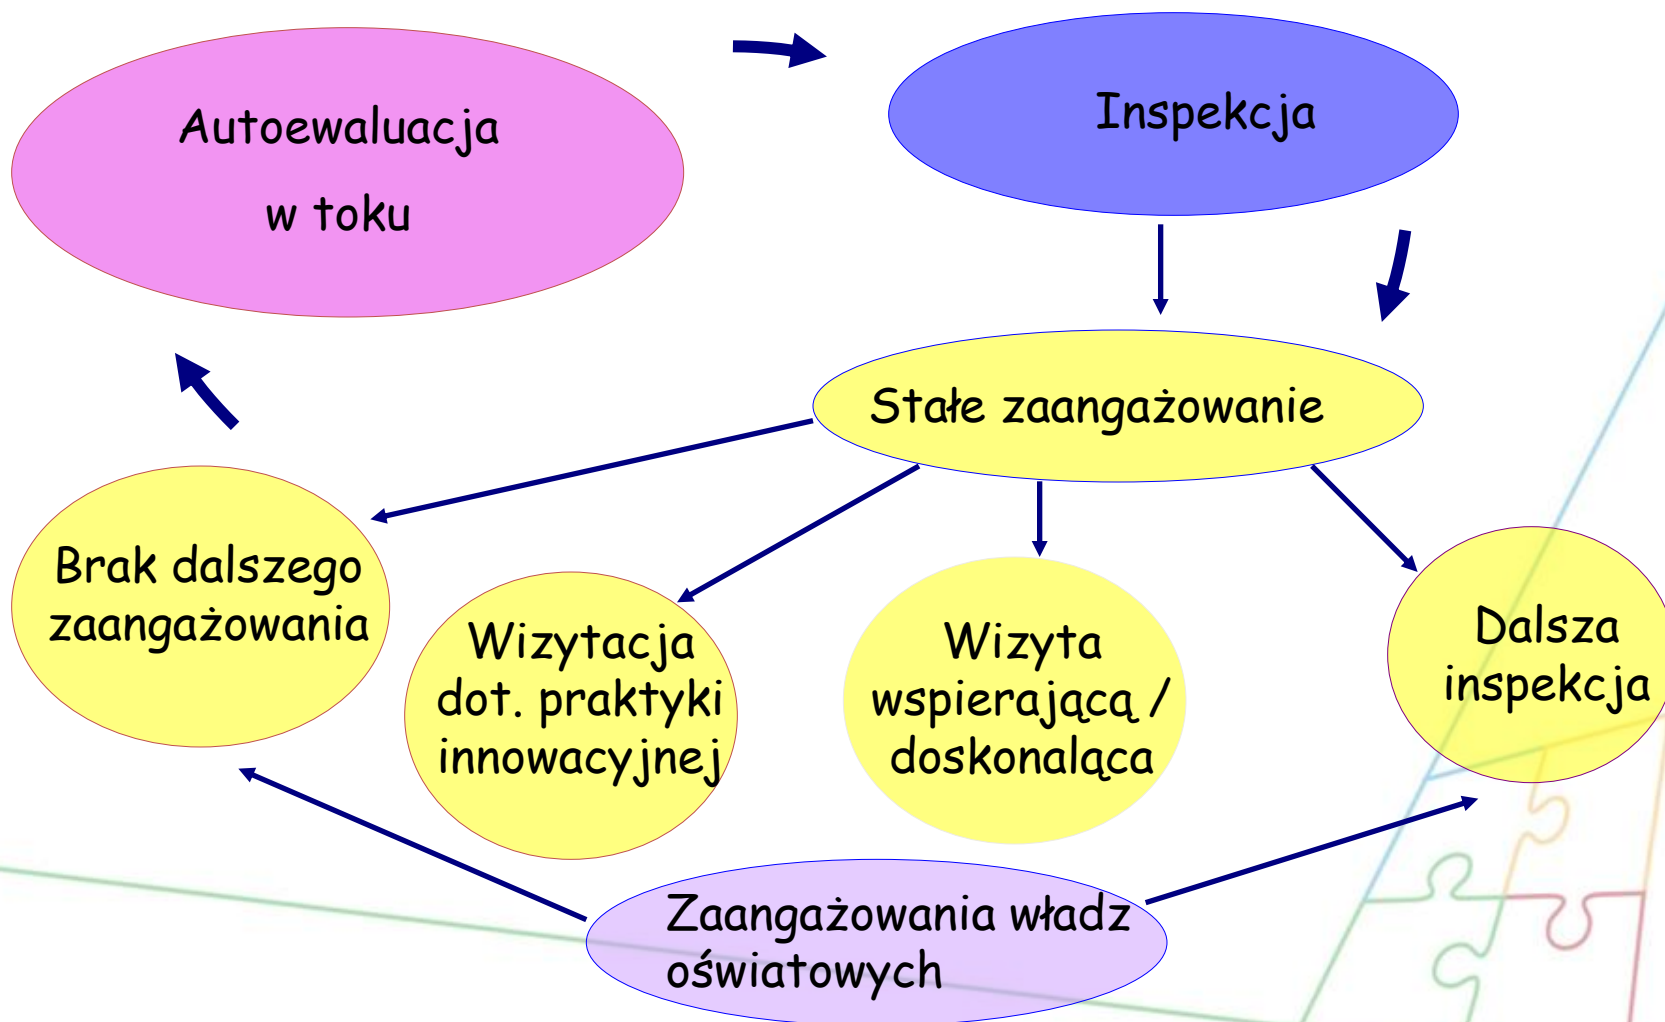 Autoewaluacja
w toku
Inspekcja
Stałe zaangażowanie
Brak dalszego
zaangażowania
Wizytacja
dot. praktyki
innowacyjnej
Wizyta
wspierającą /
doskonaląca
Dalsza
inspekcja
Zaangażowania władz
oświatowych